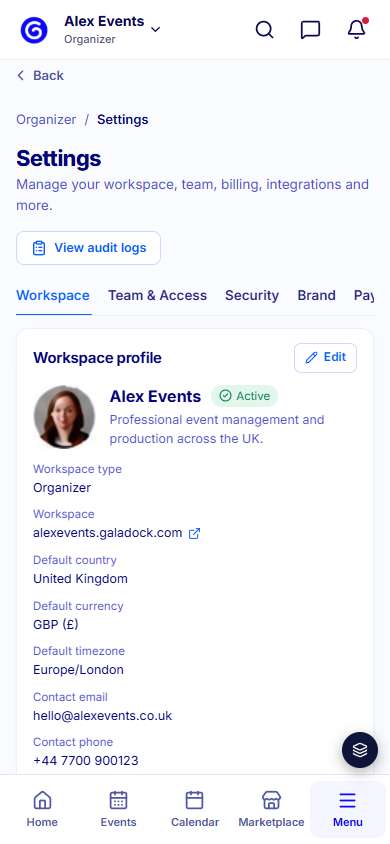 Alex Events
Organizer
Back
Organizer / Settings
Settings
Manage your workspace, team, billing, integrations and
more.
View audit logs
Workspace Team & Access Security Brand Pay
Workspace profile
Edit
Alex Events Active
Professional event management and
production across the UK.
Workspace type
Organizer
Workspace
alexevents.galadock.com
Default country
United Kingdom
Default currency
GBP (£)
Default timezone
Europe/London
Contact email
hello@alexevents.co.uk
Contact phone
+44 7700 900123
Home Events Calendar Marketplace Menu